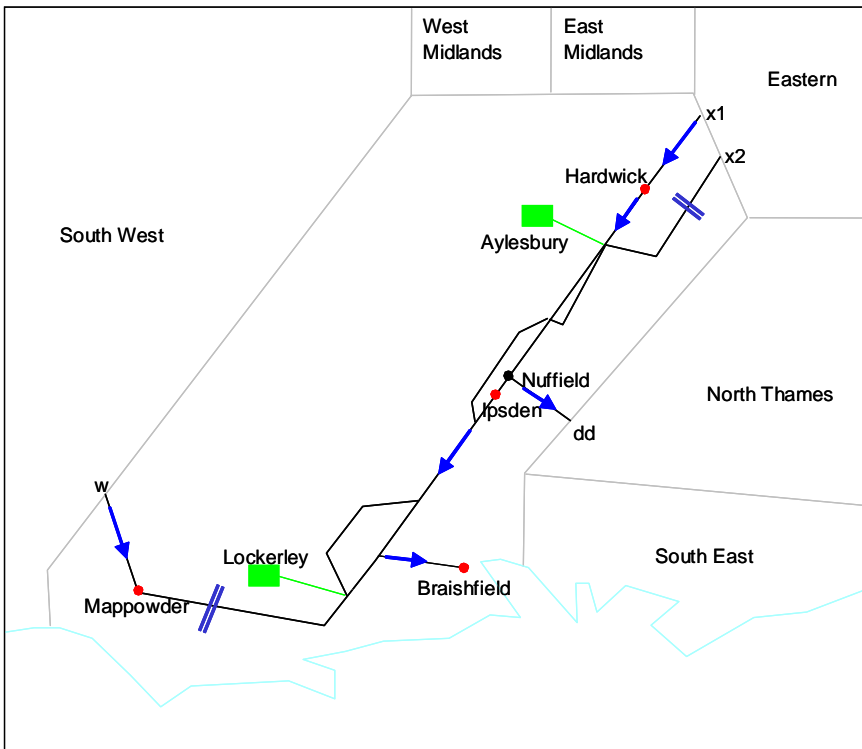 West
Midlands
East
Midlands
Eastern
x1
x2
Hardwick
South West
Aylesbury
Nuffield
Ipsden
North Thames
dd
w
Lockerley
South East
Braishfield
Mappowder